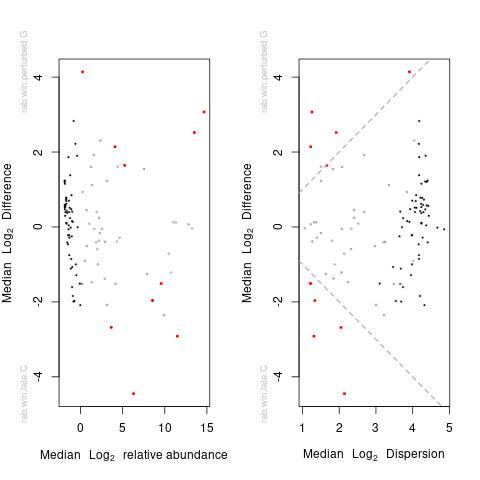 rab.win.perturbed G
rab.win.late C
Median Log2 Difference
4
2
0
-2
-4
0 5 10 15
Median Log2 relative abundance
rab.win.perturbed G
rab.win.late C
Median Log2 Difference
4
2
0
-2
-4
1 2 3 4 5
Median Log2 Dispersion